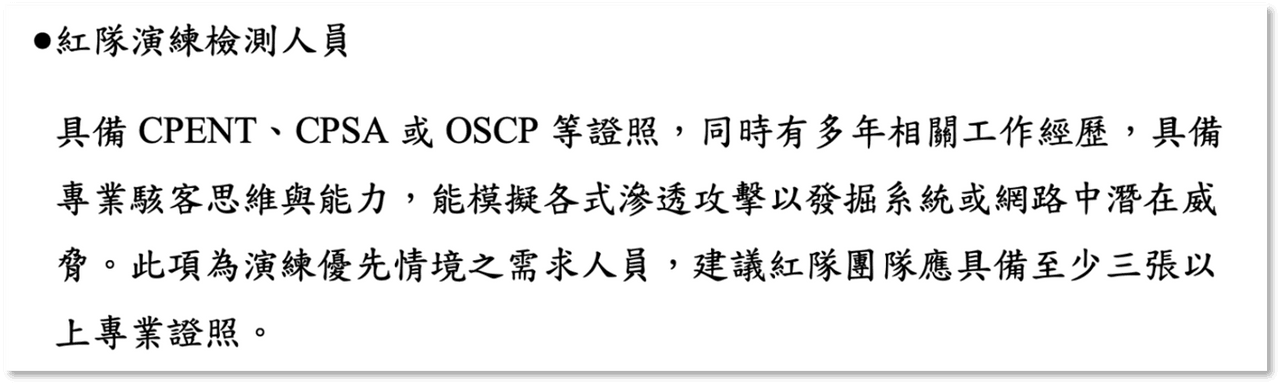 ●紅隊演練檢測人員
具備 CPENT、CPSA 或 OSCP 等證照，同時有多年相關工作經歷，具備
專業駭客思維與能力，能模擬各式滲透攻擊以發掘系統或網路中潛在威
脅。此項為演練優先情境之需求人員，建議紅隊團隊應具備至少三張以
上專業證照。